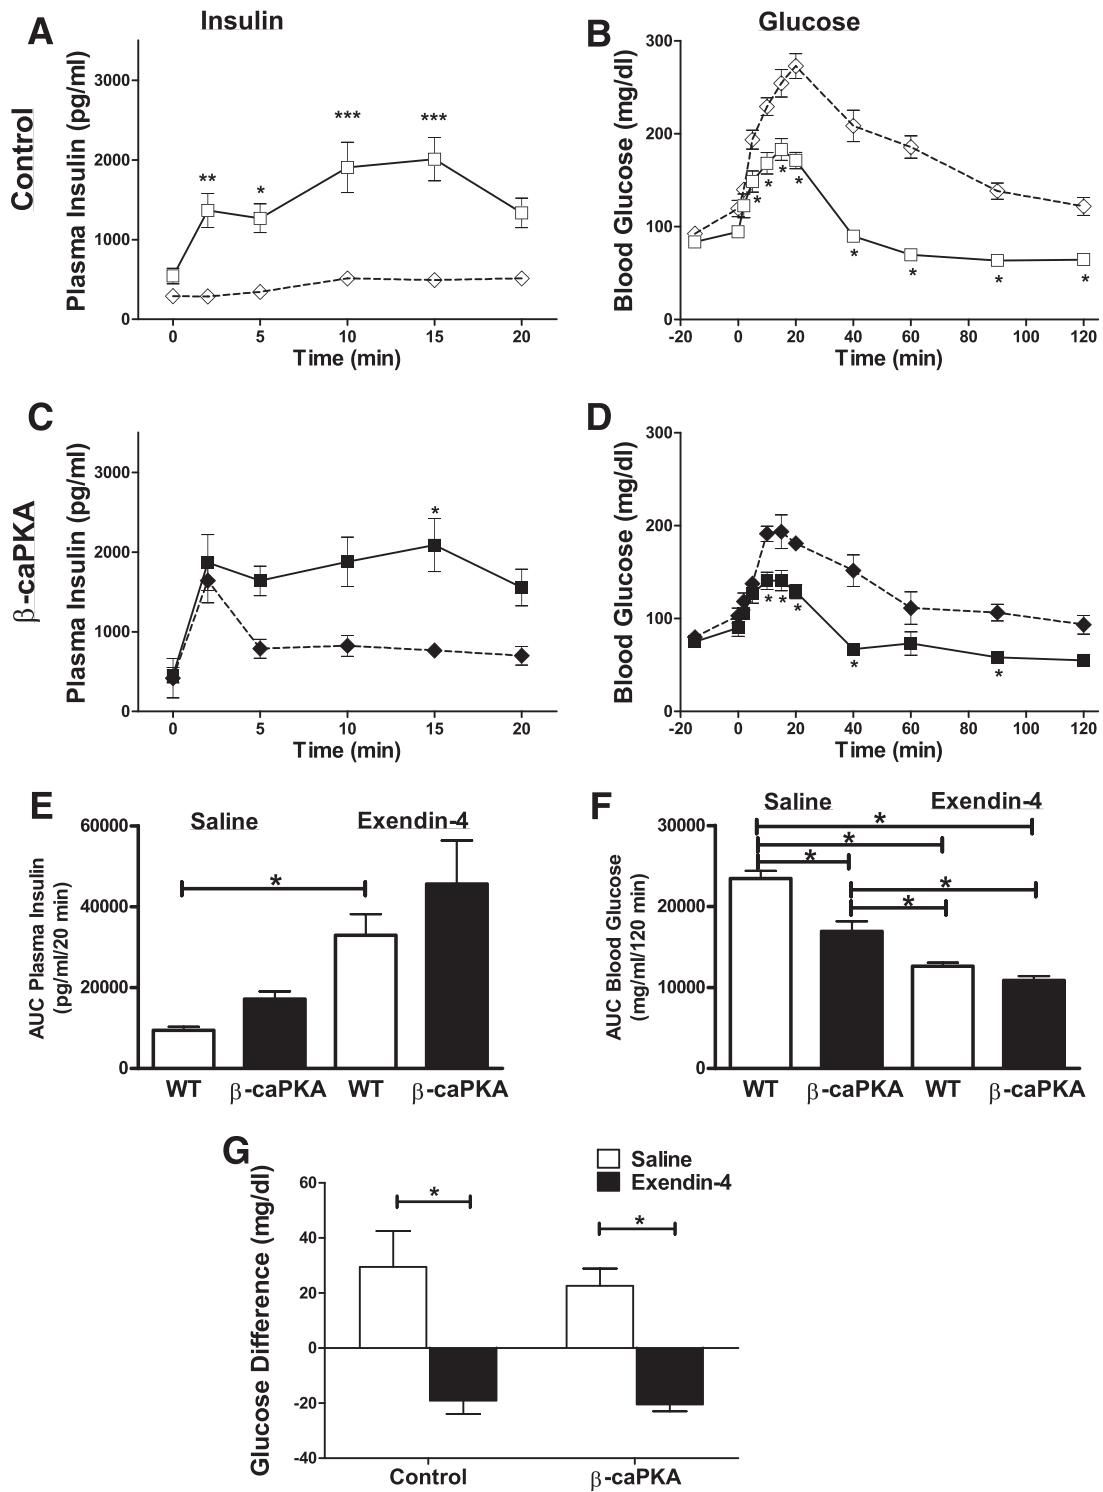 A
Insulin
Control
Plasma Insulin (pg/ml)
3000
2000
1000
0
**
*
***
***
0
5
10
15
20
Time (min)
B
Glucose
Blood Glucose (mg/dl)
300
200
100
0
*
*
*
*
*
*
*
*
-20
0
20
40
60
80
100
120
Time (min)
C
β-caPKA
Plasma Insulin (pg/ml)
3000
2000
1000
0
*
0
5
10
15
20
Time (min)
D
Blood Glucose (mg/dl)
300
200
100
0
*
*
*
*
*
-20
0
20
40
60
80
100
120
Time (min)
E
Saline
Exendin-4
AUC Plasma Insulin
(pg/ml/20 min)
60000
40000
20000
0
*
WT
β-caPKA
WT
β-caPKA
F
Saline
Exendin-4
AUC Blood Glucose
(mg/ml/120 min)
30000
20000
10000
0
*
*
*
*
*
WT
β-caPKA
WT
β-caPKA
G
Saline
Exendin-4
Glucose Difference (mg/dl)
60
40
20
0
-20
-40
*
*
Control
β-caPKA